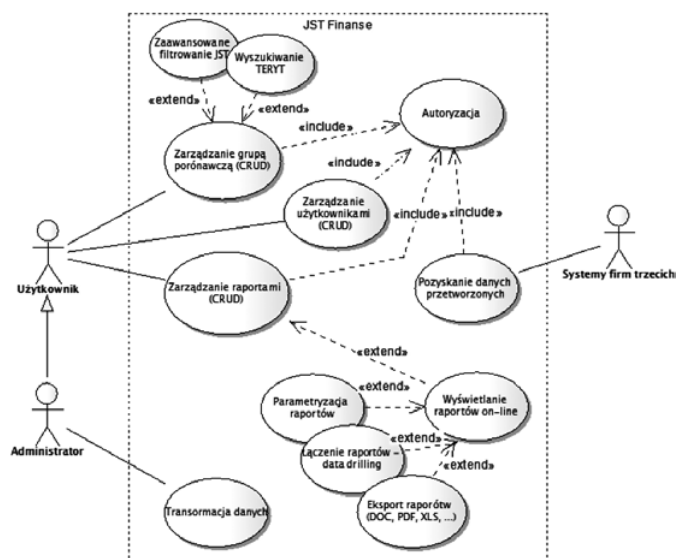 JST Finanse
Zaawansowane
filtrowanie JST
Wyszukiwanie
TERYT
«extend»
«extend»
Autoryzacja
«include»
Zarządzanie grupą
porónawczą (CRUD)
«include»
Zarządzanie
użytkownikami
(CRUD)
«include»
«include»
Użytkownik
Zarządzanie raportami
(CRUD)
Pozyskanie danych
przetworzonych
Systemy firm trzecich
«extend»
Parametryzacja
raportów
«extend»
Wyświetlanie
raportów on-line
Łączenie raportów
data drilling
«extend»
«extend»
Administrator
Transormacja danych
Eksport raporótw
(DOC, PDF, XLS, ...)